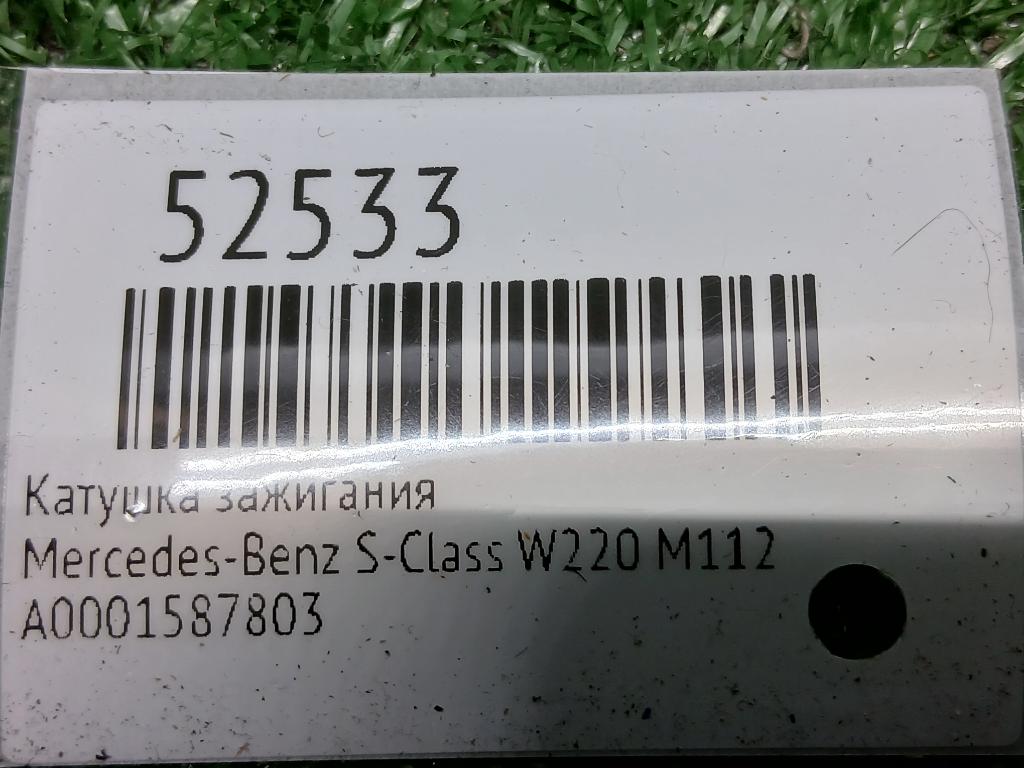 52533
Катушка зажигания
Mercedes-Benz S-Class W220 M112
A0001587803